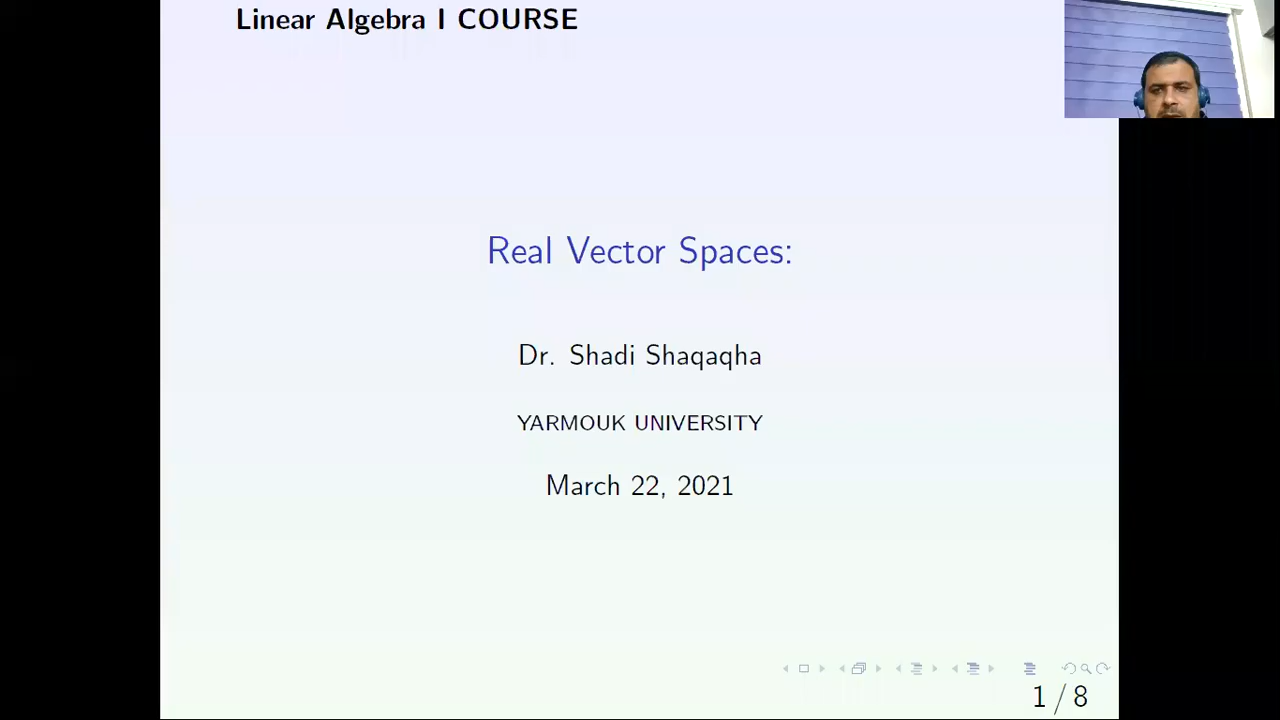 Linear Algebra I COURSE
Real Vector Spaces:
Dr. Shadi Shaqaqha
YARMOUK UNIVERSITY
March 22, 2021
1 / 8